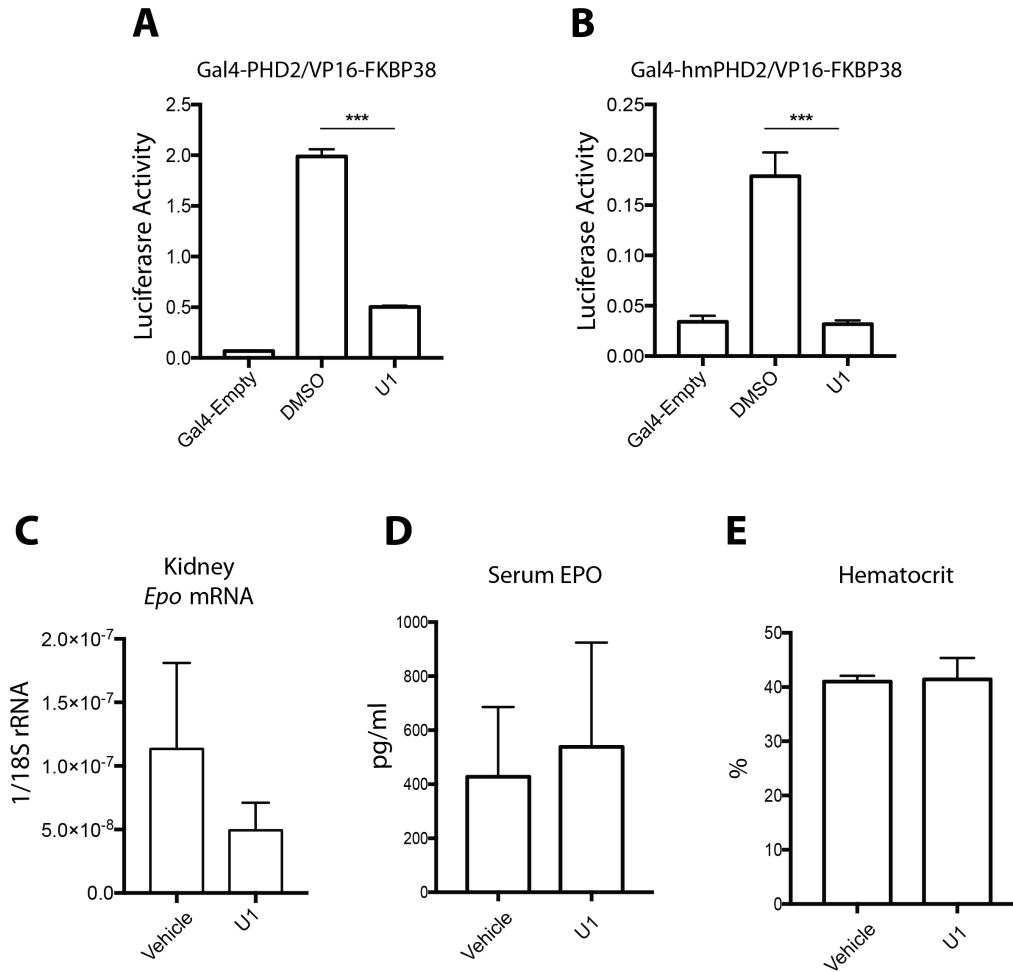 A
Gal4-PHD2/VP16-FKBP38
Luciferasre Activity
2.5
2.0
1.5
1.0
0.5
0.0
***
Gal4-Empty
DMSO
U1
B
Gal4-hmPHD2/VP16-FKBP38
Luciferase Activity
0.25
0.20
0.15
0.10
0.05
0.00
***
Gal4-Empty
DMSO
U1
C
Kidney
Epo mRNA
1/18S rRNA
2.0×10⁻⁷
1.5×10⁻⁷
1.0×10⁻⁷
5.0×10⁻⁸
0.0
Vehicle
U1
D
Serum EPO
pg/ml
1000
800
600
400
200
0
Vehicle
U1
E
Hematocrit
%
50
40
30
20
10
0
Vehicle
U1